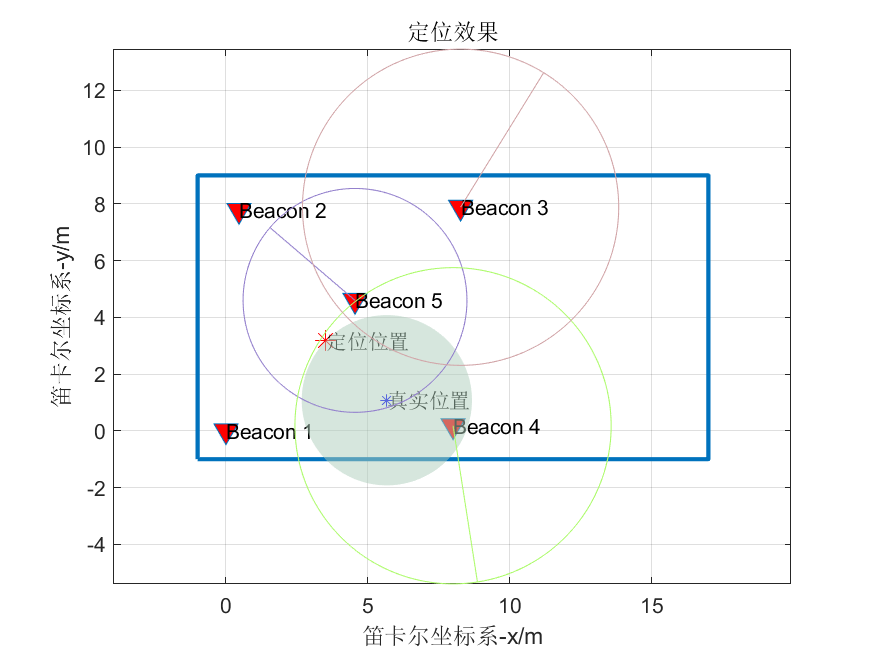 定位效果
12
10
8
6
4
2
0
-2
-4
笛卡尔坐标系-y/m
Beacon 2
Beacon 3
Beacon 5
定位位置
真实位置
Beacon 1
Beacon 4
0
5
10
15
笛卡尔坐标系-x/m